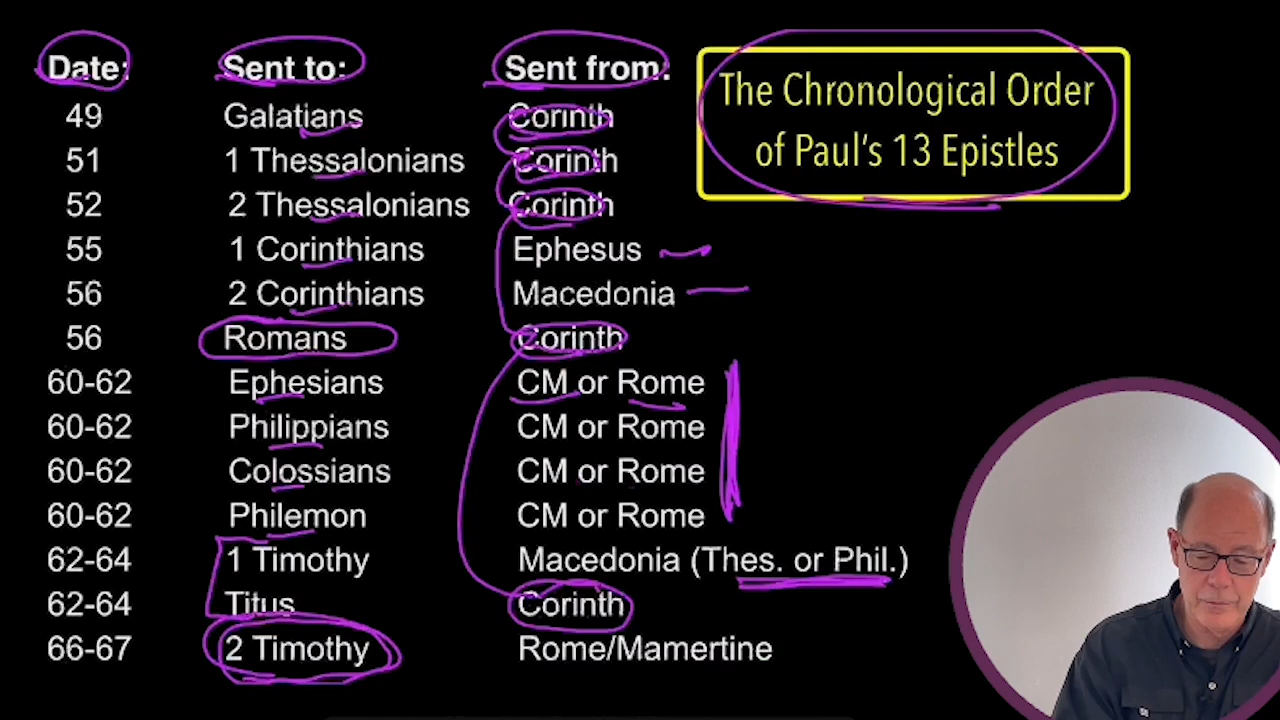 Date: Sent to: Sent from:
The Chronological Order
of Paul's 13 Epistles
49 Galatians Corinth
51 1 Thessalonians Corinth
52 2 Thessalonians Corinth
55 1 Corinthians Ephesus
56 2 Corinthians Macedonia
56 Romans Corinth
60-62 Ephesians CM or Rome
60-62 Philippians CM or Rome
60-62 Colossians CM or Rome
60-62 Philemon CM or Rome
62-64 1 Timothy Macedonia (Thes. or Phil.)
62-64 Titus Corinth
66-67 2 Timothy Rome/Mamertine